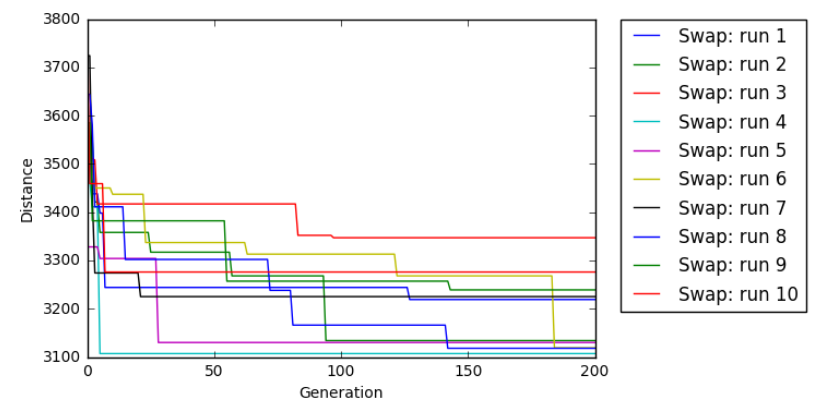 3800
3700
3600
3500
3400
3300
3200
3100
Distance
0
50
100
150
200
Generation
Swap: run 1
Swap: run 2
Swap: run 3
Swap: run 4
Swap: run 5
Swap: run 6
Swap: run 7
Swap: run 8
Swap: run 9
Swap: run 10